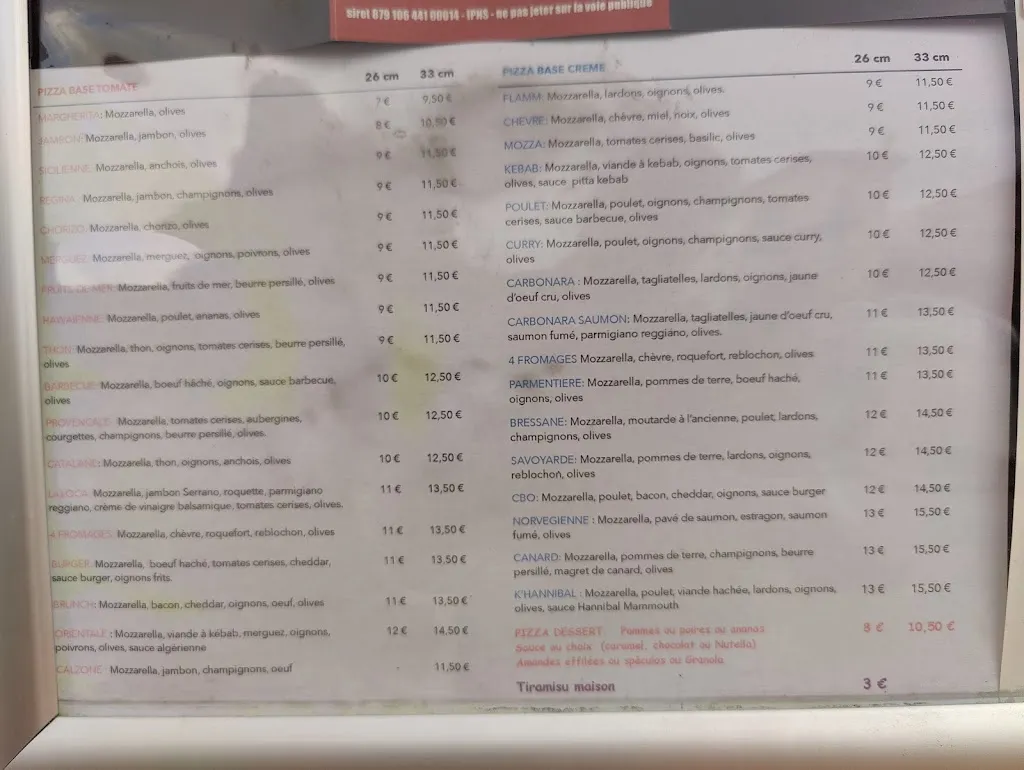 siret 879 106 441 00014 - IPNS - ne pas jeter sur la voie publique
PIZZA BASE TOMATE 26 cm 33 cm
MARGHERITA: Mozzarella, olives 7 € 9,50 €
JAMBON: Mozzarella, jambon, olives 8 € 10,50 €
SICILIENNE: Mozzarella, anchois, olives 9 € 11,50 €
REGINA: Mozzarella, jambon, champignons, olives 9 € 11,50 €
CHORIZO: Mozzarella, chorizo, olives 9 € 11,50 €
MERGUEZ: Mozzarella, merguez, oignons, poivrons, olives 9 € 11,50 €
FRUITS DE MER: Mozzarella, fruits de mer, beurre persillé, olives 9 € 11,50 €
HAWAIENNE: Mozzarella, poulet, ananas, olives 9 € 11,50 €
THON: Mozzarella, thon, oignons, tomates cerises, beurre persillé, 9 € 11,50 €
olives
BARBECUE: Mozzarella, boeuf hâché, oignons, sauce barbecue, 10 € 12,50 €
olives
PROVENCALE: Mozzarella, tomates cerises, aubergines, 10 € 12,50 €
courgettes, champignons, beurre persillé, olives.
CATALANE: Mozzarella, thon, oignons, anchois, olives 10 € 12,50 €
LA LOCA: Mozzarella, jambon Serrano, roquette, parmigiano 11 € 13,50 €
reggiano, crème de vinaigre balsamique, tomates cerises, olives.
4 FROMAGES: Mozzarella, chèvre, roquefort, reblochon, olives 11 € 13,50 €
BURGER: Mozzarella, boeuf haché, tomates cerises, cheddar, 11 € 13,50 €
sauce burger, oignons frits.
BRUNCH: Mozzarella, bacon, cheddar, oignons, oeuf, olives 11 € 13,50 €
ORIENTALE : Mozzarella, viande à kébab, merguez, oignons, 12 € 14,50 €
poivrons, olives, sauce algérienne
CALZONE: Mozzarella, jambon, champignons, oeuf 11,50 €
PIZZA BASE CREME 26 cm 33 cm
FLAMM: Mozzarella, lardons, oignons, olives. 9 € 11,50 €
CHEVRE: Mozzarella, chèvre, miel, noix, olives 9 € 11,50 €
MOZZA: Mozzarella, tomates cerises, basilic, olives 9 € 11,50 €
KEBAB: Mozzarella, viande à kebab, oignons, tomates cerises, 10 € 12,50 €
olives, sauce pitta kebab
POULET: Mozzarella, poulet, oignons, champignons, tomates 10 € 12,50 €
cerises, sauce barbecue, olives
CURRY: Mozzarella, poulet, oignons, champignons, sauce curry, 10 € 12,50 €
olives
CARBONARA : Mozzarella, tagliatelles, lardons, oignons, jaune 10 € 12,50 €
d'oeuf cru, olives
CARBONARA SAUMON: Mozzarella, tagliatelles, jaune d'oeuf cru, 11 € 13,50 €
saumon fumé, parmigiano reggiano, olives.
4 FROMAGES Mozzarella, chèvre, roquefort, reblochon, olives 11 € 13,50 €
PARMENTIERE: Mozzarella, pommes de terre, boeuf haché, 11 € 13,50 €
oignons, olives
BRESSANE: Mozzarella, moutarde à l'ancienne, poulet, lardons, 12 € 14,50 €
champignons, olives
SAVOYARDE: Mozzarella, pommes de terre, lardons, oignons, 12 € 14,50 €
reblochon, olives
CBO: Mozzarella, poulet, bacon, cheddar, oignons, sauce burger 12 € 14,50 €
NORVEGIENNE : Mozzarella, pavé de saumon, estragon, saumon 13 € 15,50 €
fumé, olives
CANARD: Mozzarella, pommes de terre, champignons, beurre 13 € 15,50 €
persillé, magret de canard, olives
K'HANNIBAL : Mozzarella, poulet, viande hachée, lardons, oignons, 13 € 15,50 €
olives, sauce Hannibal Mammouth
PIZZA DESSERT Pommes ou poires ou ananas 8 € 10,50 €
Sauce au choix (caramel, chocolat ou Nutella)
Amandes effilées ou spéculos ou Granola
Tiramisu maison 3 €